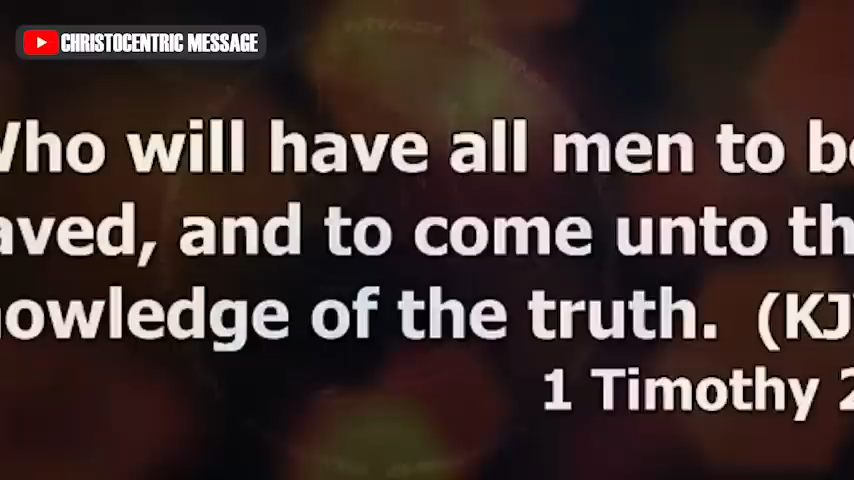 CHRISTOCENTRIC MESSAGE
Who will have all men to be
aved, and to come unto th
nowledge of the truth. (KJ
1 Timothy 2